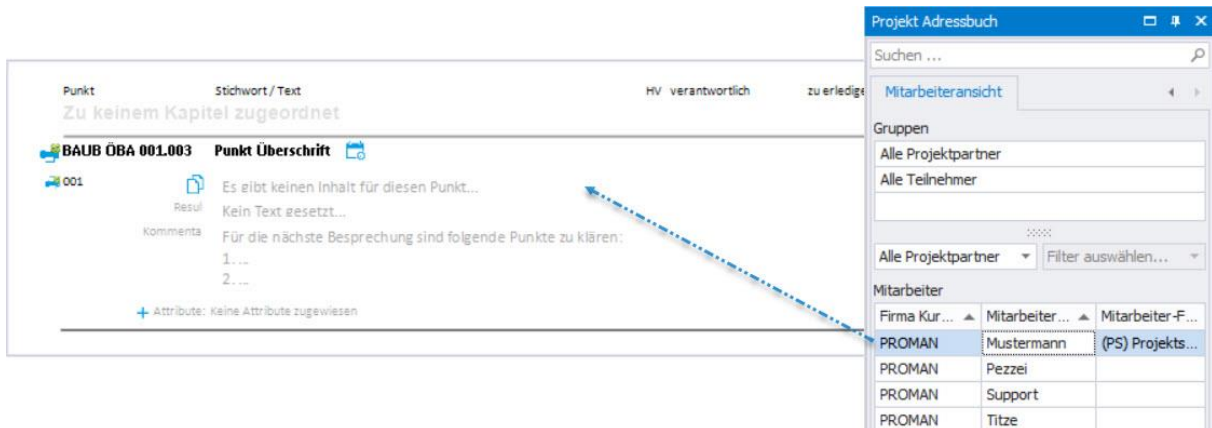 Projekt Adressbuch
Suchen ...
Mitarbeiteransicht
Gruppen
Alle Projektpartner
Alle Teilnehmer
Alle Projektpartner Filter auswählen...
Mitarbeiter
Firma Kur... Mitarbeiter... Mitarbeiter-F...
PROMAN Mustermann (PS) Projekts...
PROMAN Pezzei
PROMAN Support
PROMAN Titze
Punkt Stichwort / Text HV verantwortlich zu erledige
Zu keinem Kapitel zugeordnet
BAUB ÖBA 001.003 Punkt Überschrift
001 Es gibt keinen Inhalt für diesen Punkt...
Resul Kein Text gesetzt...
Kommenta Für die nächste Besprechung sind folgende Punkte zu klären:
1. ...
2. ...
+ Attribute: Keine Attribute zugewiesen